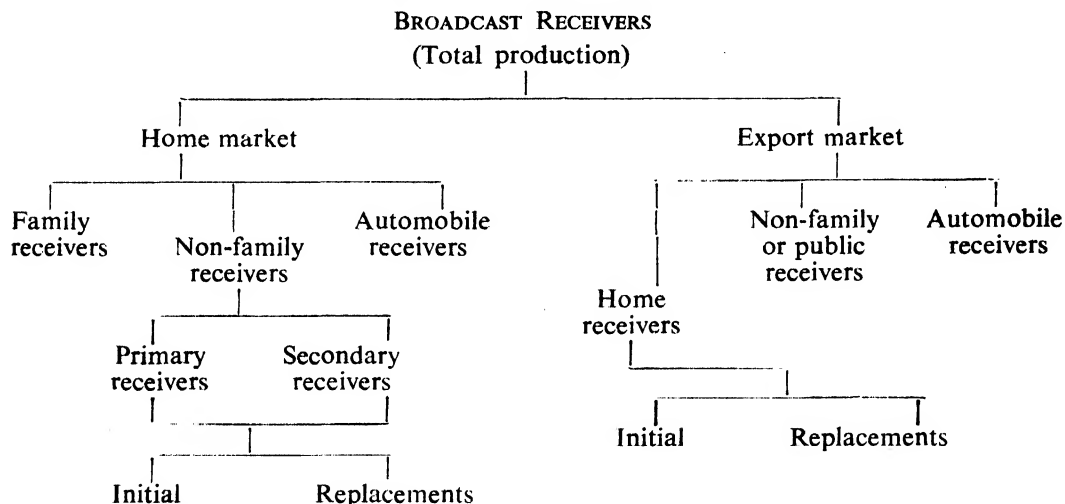 BROADCAST RECEIVERS
(Total production)
Home market
Export market
Family
receivers
Non-family
receivers
Automobile
receivers
Non-family
or public
receivers
Automobile
receivers
Home
receivers
Primary
receivers
Secondary
receivers
Initial
Replacements
Initial
Replacements